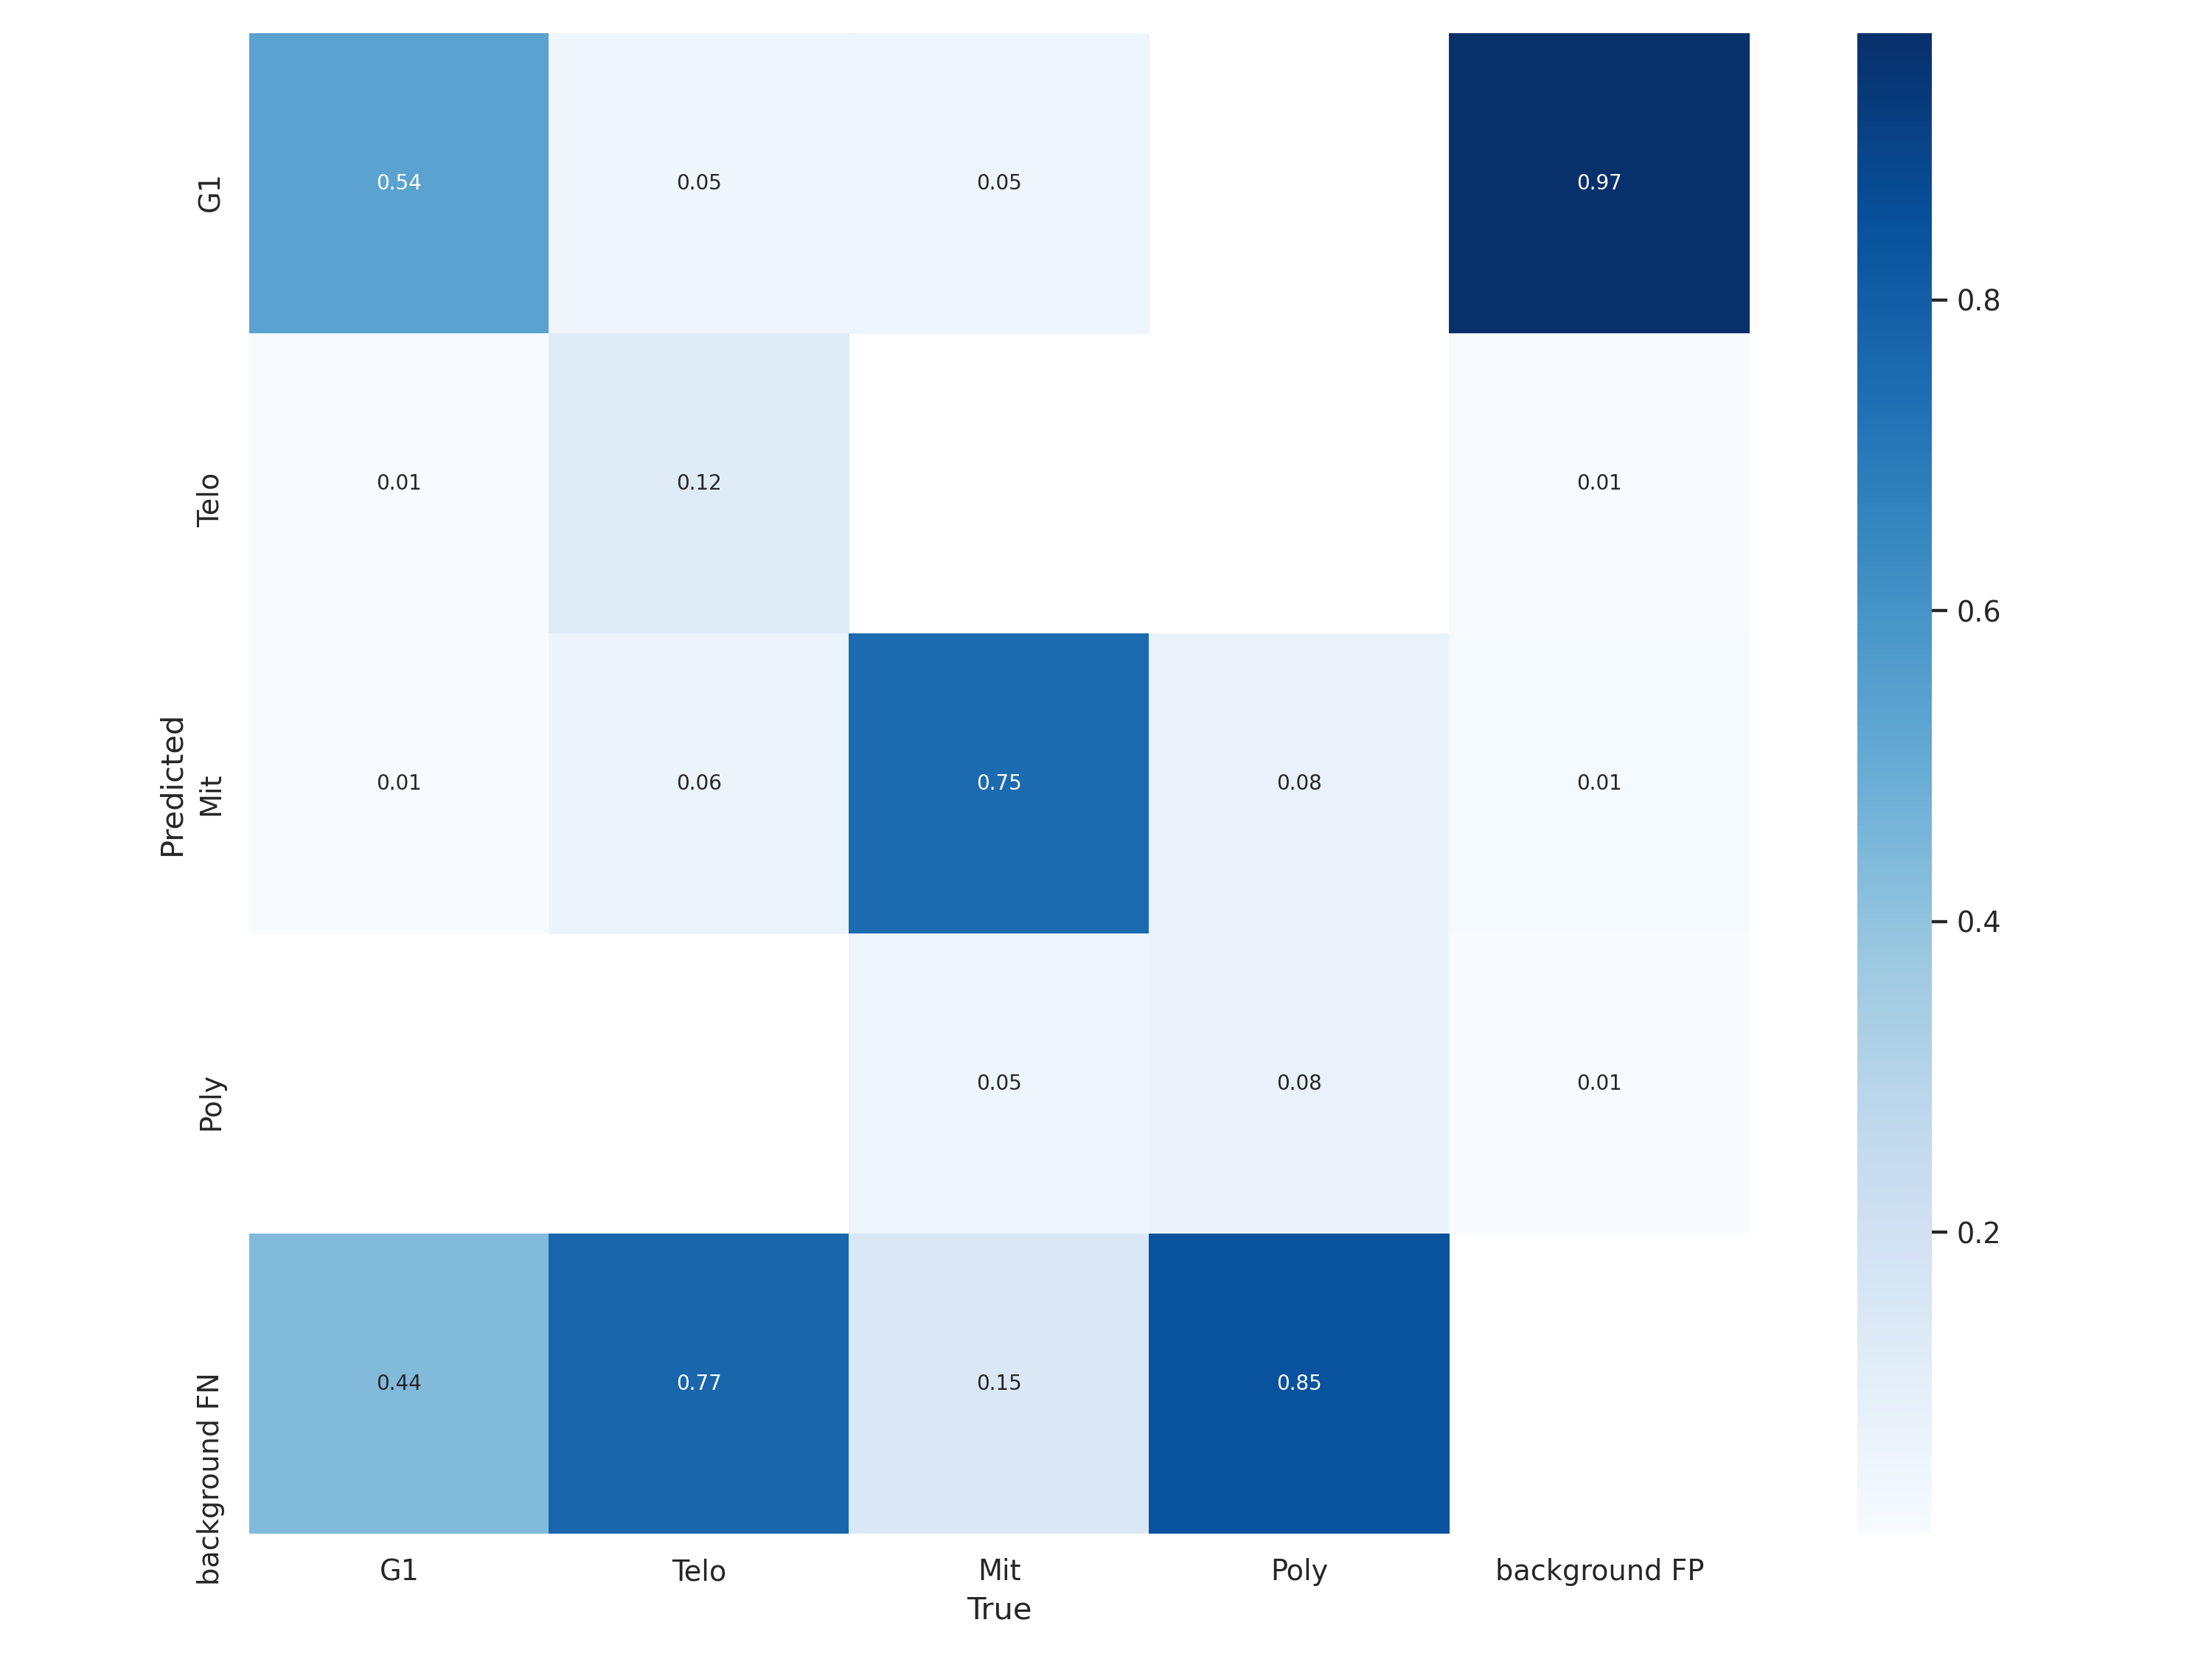 G1
0.54 0.05 0.05 0.97
Telo
0.01 0.12 0.01
Predicted
Mit
0.01 0.06 0.75 0.08 0.01
Poly
0.05 0.08 0.01
background FN
0.44 0.77 0.15 0.85
G1 Telo Mit Poly background FP
True
0.8
0.6
0.4
0.2